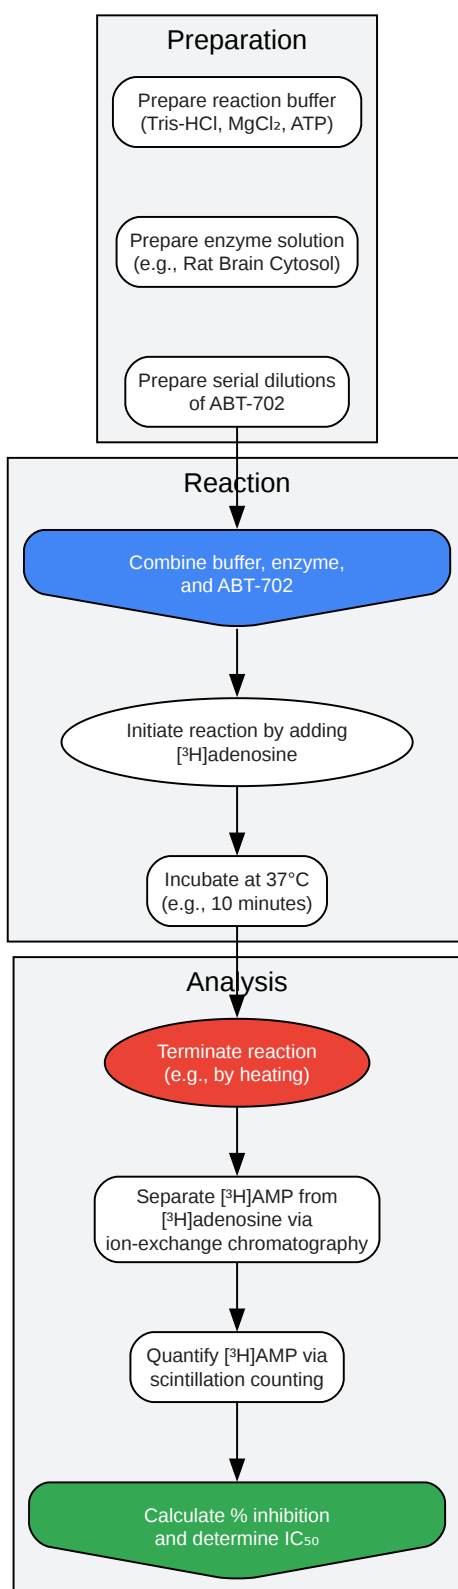 Preparation
Prepare reaction buffer
(Tris-HCl, MgCl₂, ATP)
Prepare enzyme solution
(e.g., Rat Brain Cytosol)
Prepare serial dilutions
of ABT-702
Reaction
Combine buffer, enzyme,
and ABT-702
Initiate reaction by adding
[³H]adenosine
Incubate at 37°C
(e.g., 10 minutes)
Analysis
Terminate reaction
(e.g., by heating)
Separate [³H]AMP from
[³H]adenosine via
ion-exchange chromatography
Quantify [³H]AMP via
scintillation counting
Calculate % inhibition
and determine IC₅₀